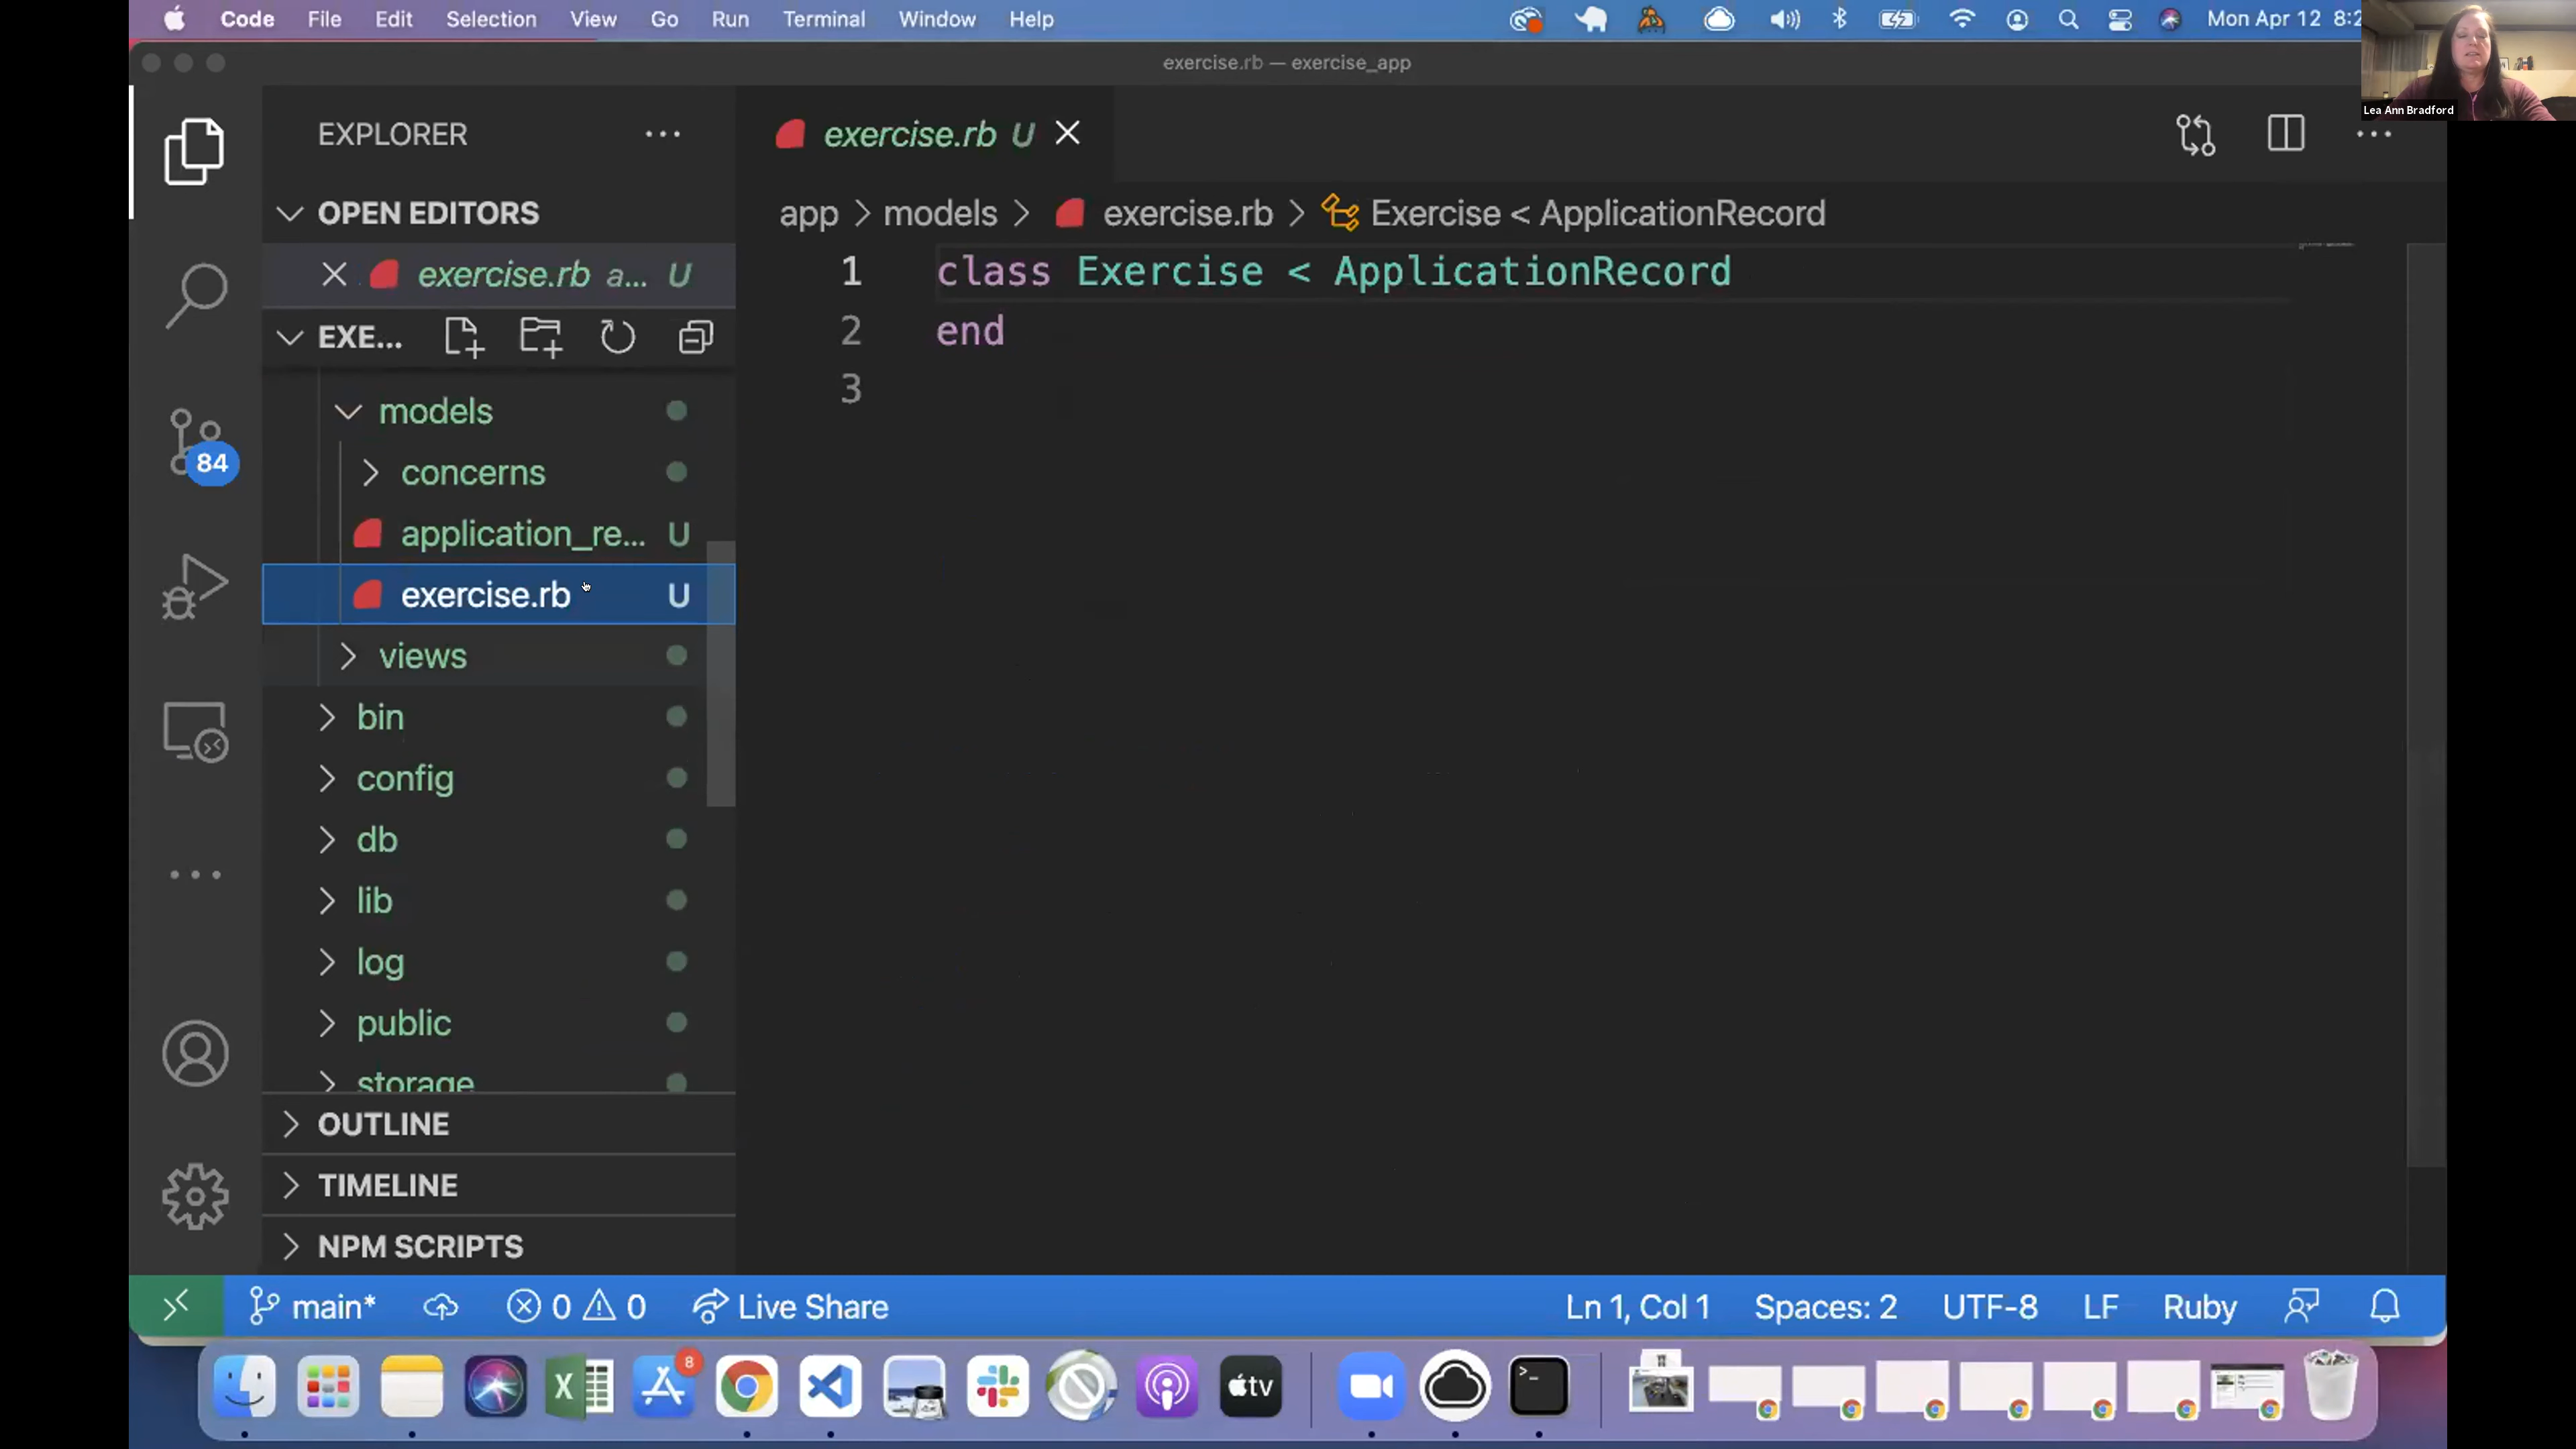 Code File Edit Selection View Go Run Terminal Window Help Mon Apr 12 8:2
exercise.rb — exercise_app
Lea Ann Bradford
EXPLORER
exercise.rb U
OPEN EDITORS
app > models > exercise.rb > Exercise < ApplicationRecord
exercise.rb a... U
1 class Exercise < ApplicationRecord
2 end
3
EXE...
models
concerns
84
application_re... U
exercise.rb U
views
bin
config
db
lib
log
public
storage
OUTLINE
TIMELINE
NPM SCRIPTS
main* 0 0 Live Share Ln 1, Col 1 Spaces: 2 UTF-8 LF Ruby
8
tv